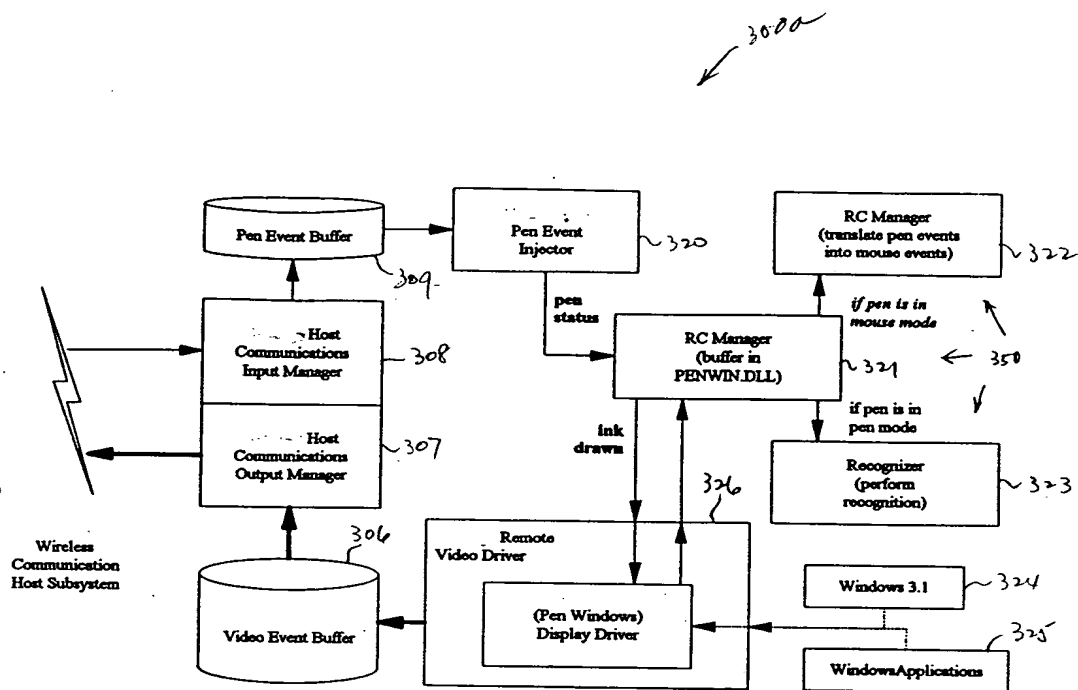 300a
Pen Event Buffer
309
Pen Event
Injector
320
RC Manager
(translate pen events
into mouse events)
322
pen
status
if pen is in
mouse mode
Host
Communications
Input Manager
308
RC Manager
(buffer in
PENWIN.DLL)
321
350
if pen is in
pen mode
Host
Communications
Output Manager
307
ink
drawn
Recognizer
(perform
recognition)
323
326
Wireless
Communication
Host Subsystem
306
Video Event Buffer
Remote
Video Driver
(Pen Windows)
Display Driver
Windows 3.1
324
325
WindowsApplications